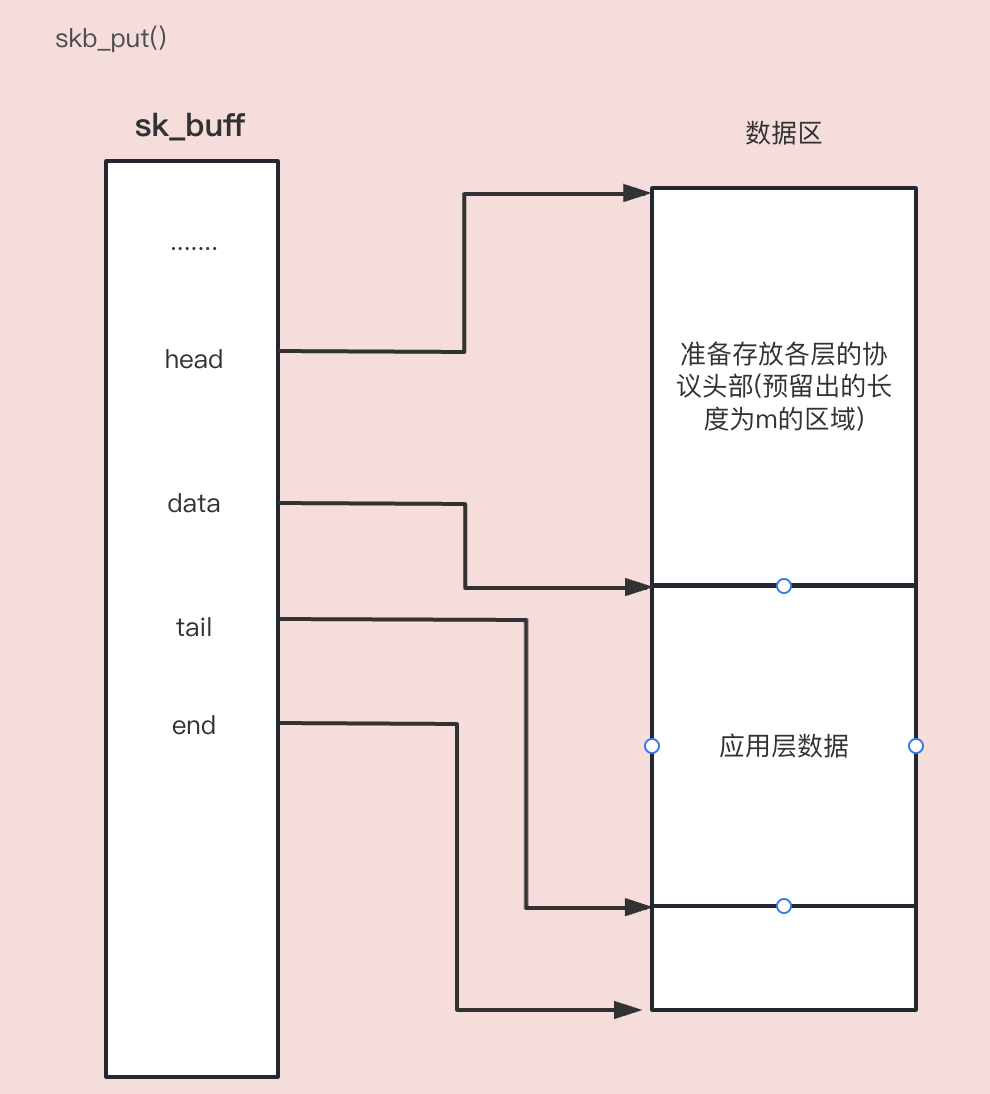 skb_put()
sk_buff
数据区
.......
head
准备存放各层的协
议头部(预留出的长
度为m的区域)
data
tail
end
应用层数据